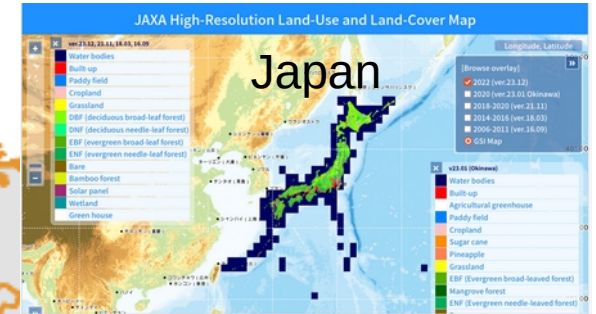 JAXA High-Resolution Land-Use and Land-Cover Map
ver.23.12, 21.11, 18.03, 16.09
Water bodies
Built-up
Paddy field
Cropland
Grassland
DBF (deciduous broad-leaf forest)
DNF (deciduous needle-leaf forest)
EBF (evergreen broad-leaf forest)
ENF (evergreen needle-leaf forest)
Bare
Bamboo forest
Solar panel
Wetland
Green house
Japan
Longitude, Latitude
[Browse overlay]
2022 (ver.23.12)
2020 (ver.23.01 Okinawa)
2018-2020 (ver.21.11)
2014-2016 (ver.18.03)
2006-2011 (ver.16.09)
GSI Map
v23.01 (Okinawa)
Water bodies
Built-up
Agricultural greenhouse
Paddy field
Cropland
Sugar cane
Pineapple
Grassland
EBF (Evergreen broad-leaved forest)
Mangrove forest
ENF (Evergreen needle-leaved forest)